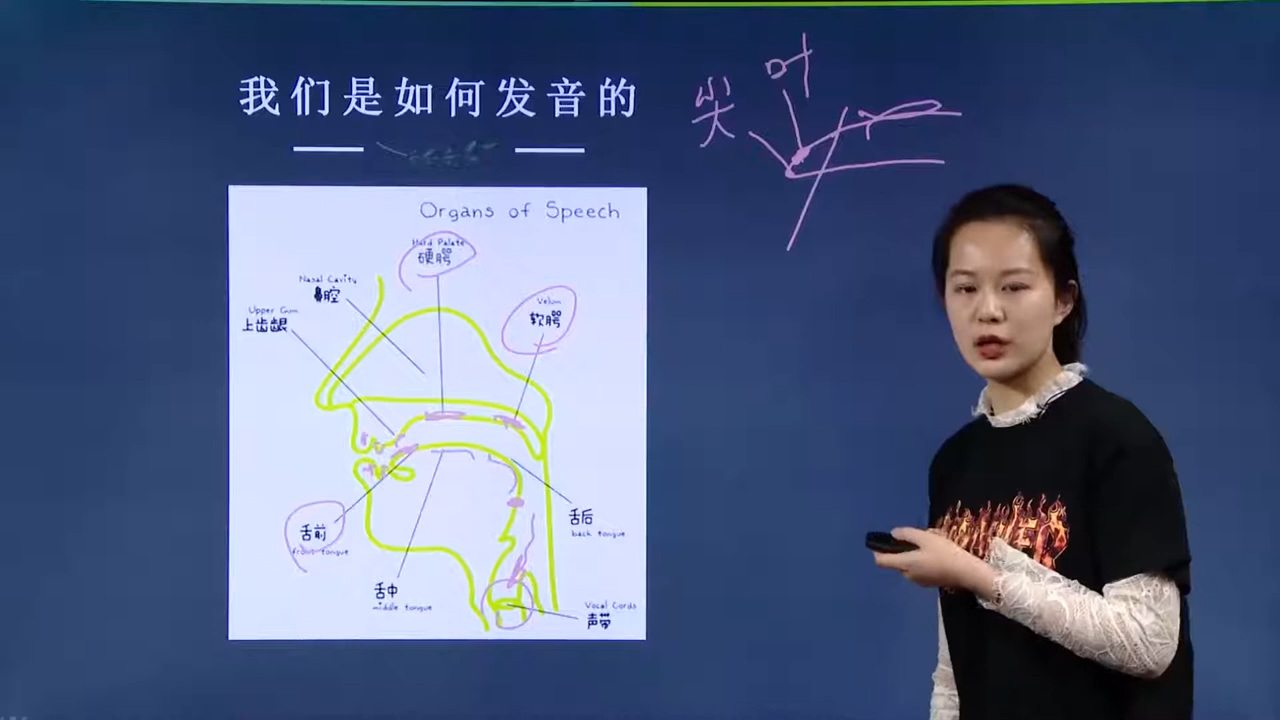 我们是如何发音的
叶
尖
Organs of Speech
Hard Palate
硬腭
Nasal Cavity
鼻腔
Velum
软腭
Upper Gum
上齿龈
舌前
front tongue
舌后
back tongue
舌中
middle tongue
Vocal Cords
声带